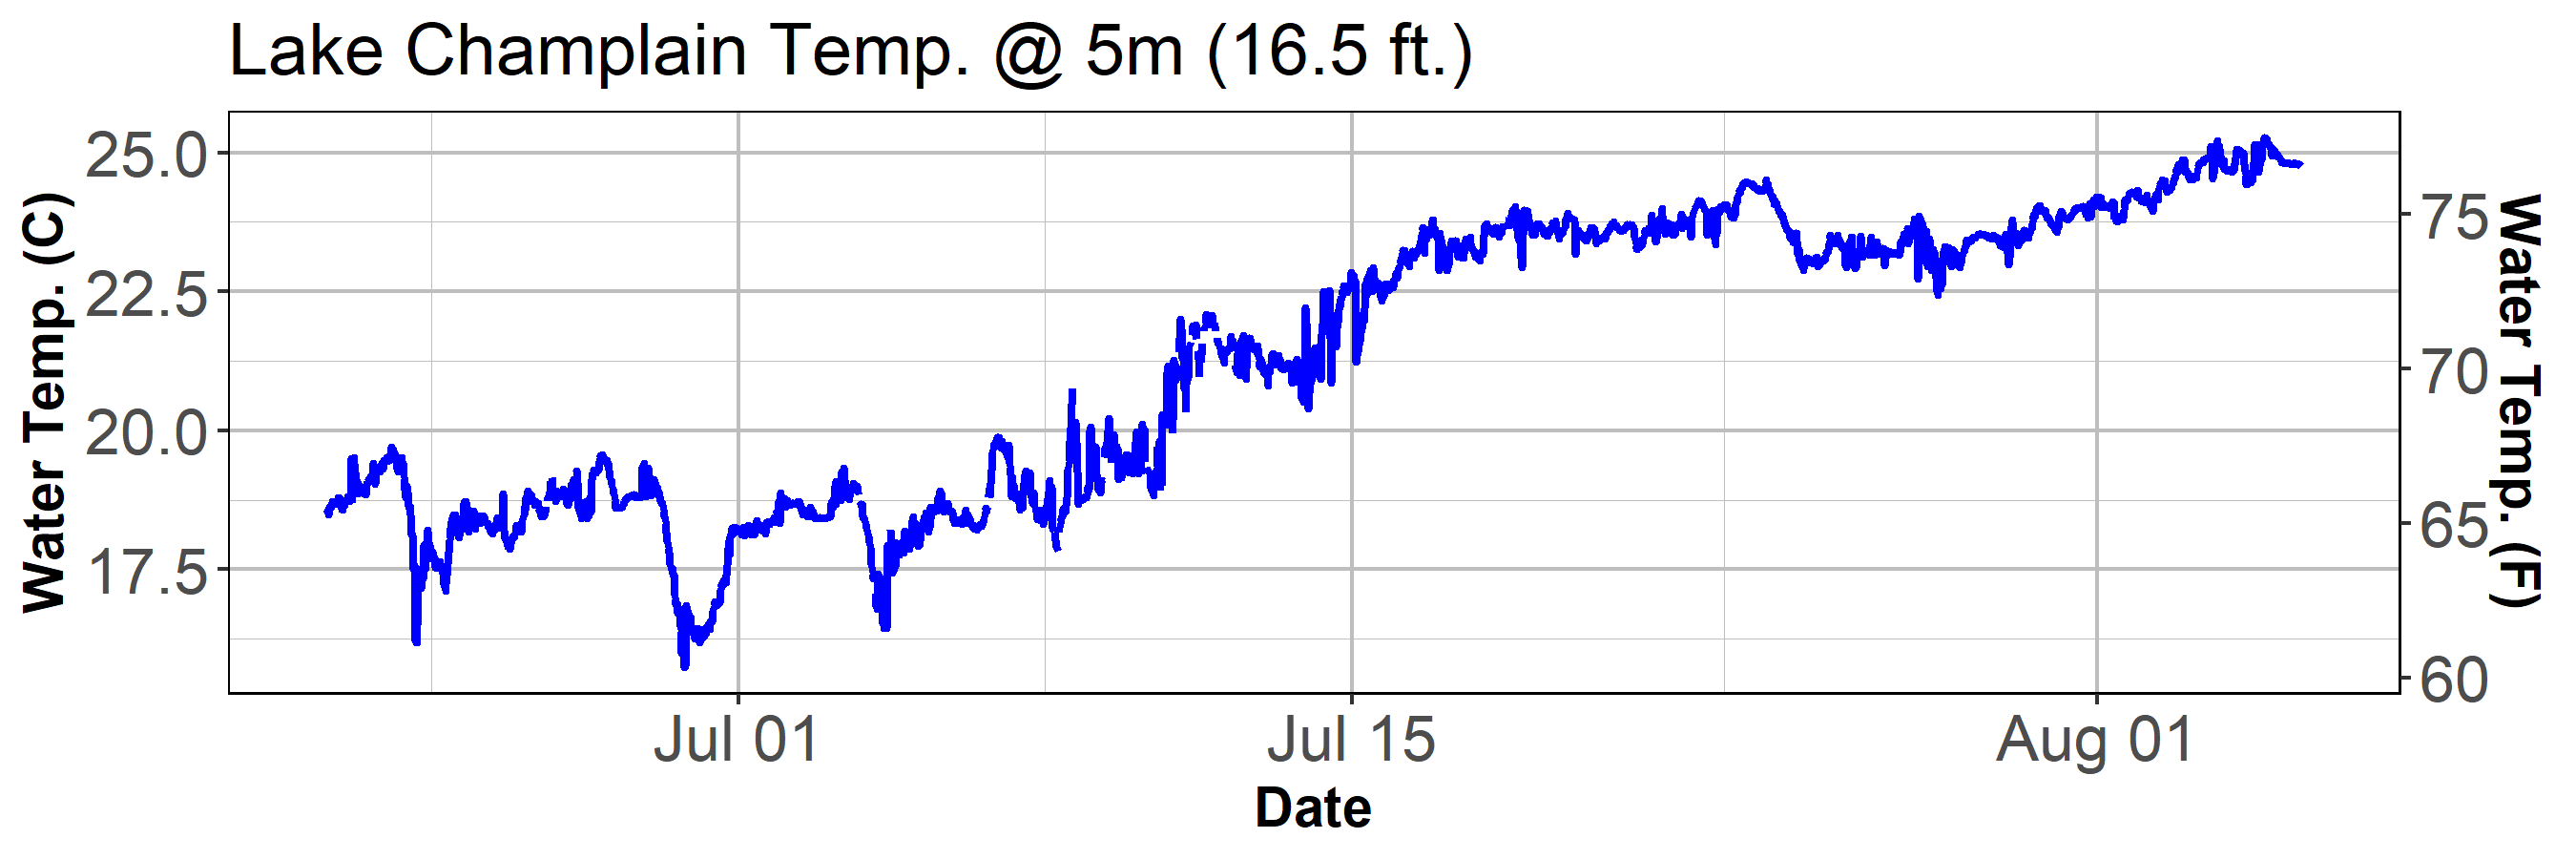 Lake Champlain Temp. @ 5m (16.5 ft.)
Water Temp. (C)
25.0
22.5
20.0
17.5
75
70
65
60
Water Temp. (F)
Jul 01 Jul 15 Aug 01
Date